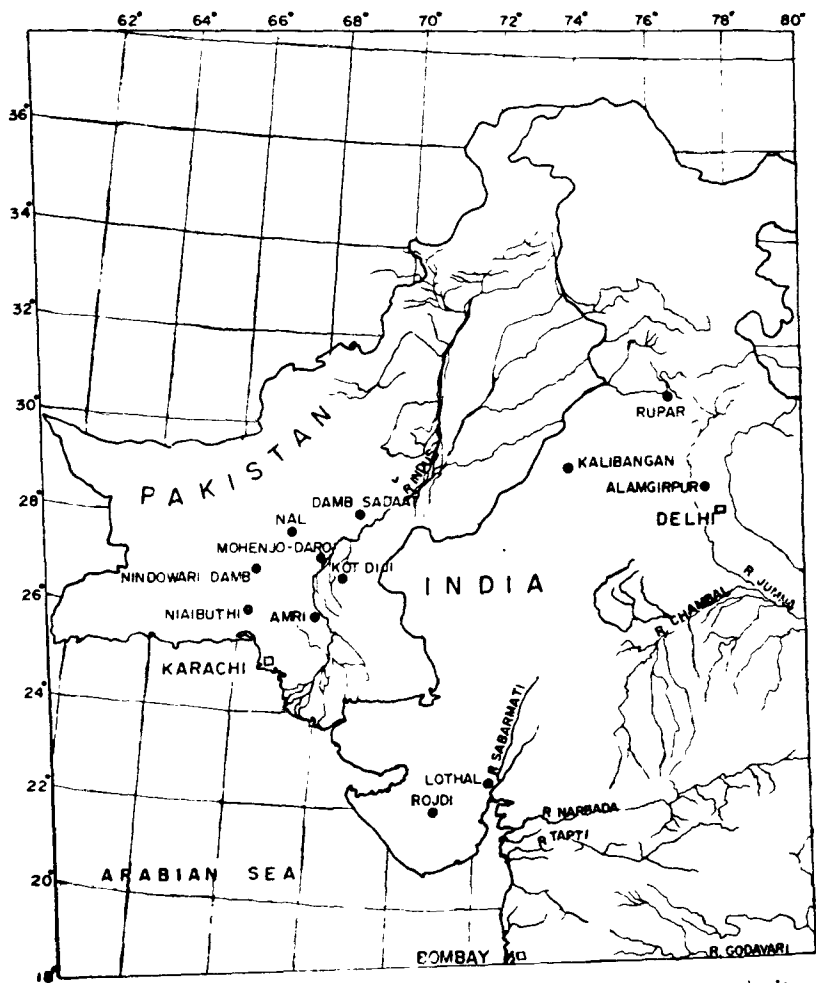 62° 64° 66° 68° 70° 74° 76° 78° 80°
36°
34°
32°
30°
28°
26°
24°
22°
20°
18°
PAKISTAN
R. INDUS
RUPAR
KALIBANGAN
ALAMGIRPUR
DELHI
DAMB SADAAT
NAL
MOHENJO-DARO
KOT DIJI
NINDOWARI DAMB
INDIA
R. JUMNA
R. CHAMBAL
NIAIBUTHI
AMRI
KARACHI
R SABARMATI
LOTHAL
ROJDI
R. NARBADA
R TAPTI
ARABIAN SEA
BOMBAY
R. GODAVARI